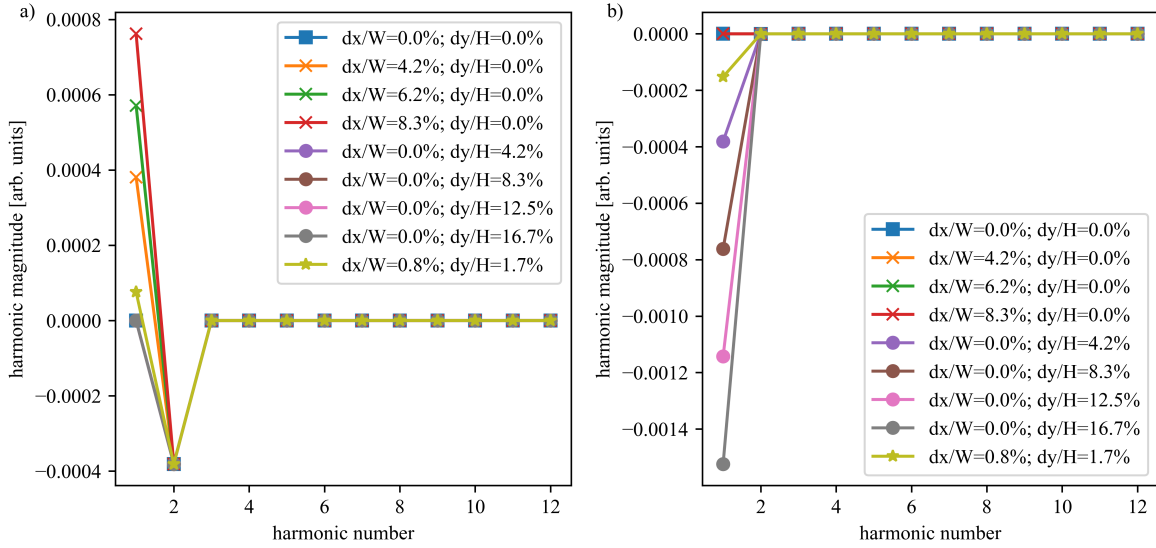 a)
harmonic magnitude [arb. units]
0.0008
0.0006
0.0004
0.0002
0.0000
−0.0002
−0.0004
dx/W=0.0%; dy/H=0.0%
dx/W=4.2%; dy/H=0.0%
dx/W=6.2%; dy/H=0.0%
dx/W=8.3%; dy/H=0.0%
dx/W=0.0%; dy/H=4.2%
dx/W=0.0%; dy/H=8.3%
dx/W=0.0%; dy/H=12.5%
dx/W=0.0%; dy/H=16.7%
dx/W=0.8%; dy/H=1.7%
2 4 6 8 10 12
harmonic number
b)
harmonic magnitude [arb. units]
0.0000
−0.0002
−0.0004
−0.0006
−0.0008
−0.0010
−0.0012
−0.0014
dx/W=0.0%; dy/H=0.0%
dx/W=4.2%; dy/H=0.0%
dx/W=6.2%; dy/H=0.0%
dx/W=8.3%; dy/H=0.0%
dx/W=0.0%; dy/H=4.2%
dx/W=0.0%; dy/H=8.3%
dx/W=0.0%; dy/H=12.5%
dx/W=0.0%; dy/H=16.7%
dx/W=0.8%; dy/H=1.7%
2 4 6 8 10 12
harmonic number